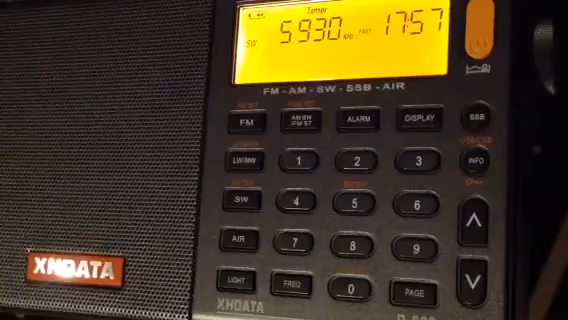 Timer
SW 5930 kHz FAST 17:57
FM-AM-SW-SSB-AIR
FM AM/SW /FM ST ALARM DISPLAY SSB
LW/MW 1 2 3 INFO
SW 4 5 6
AIR 7 8 9
LIGHT FREQ 0 PAGE
XHDATA
XHDATA